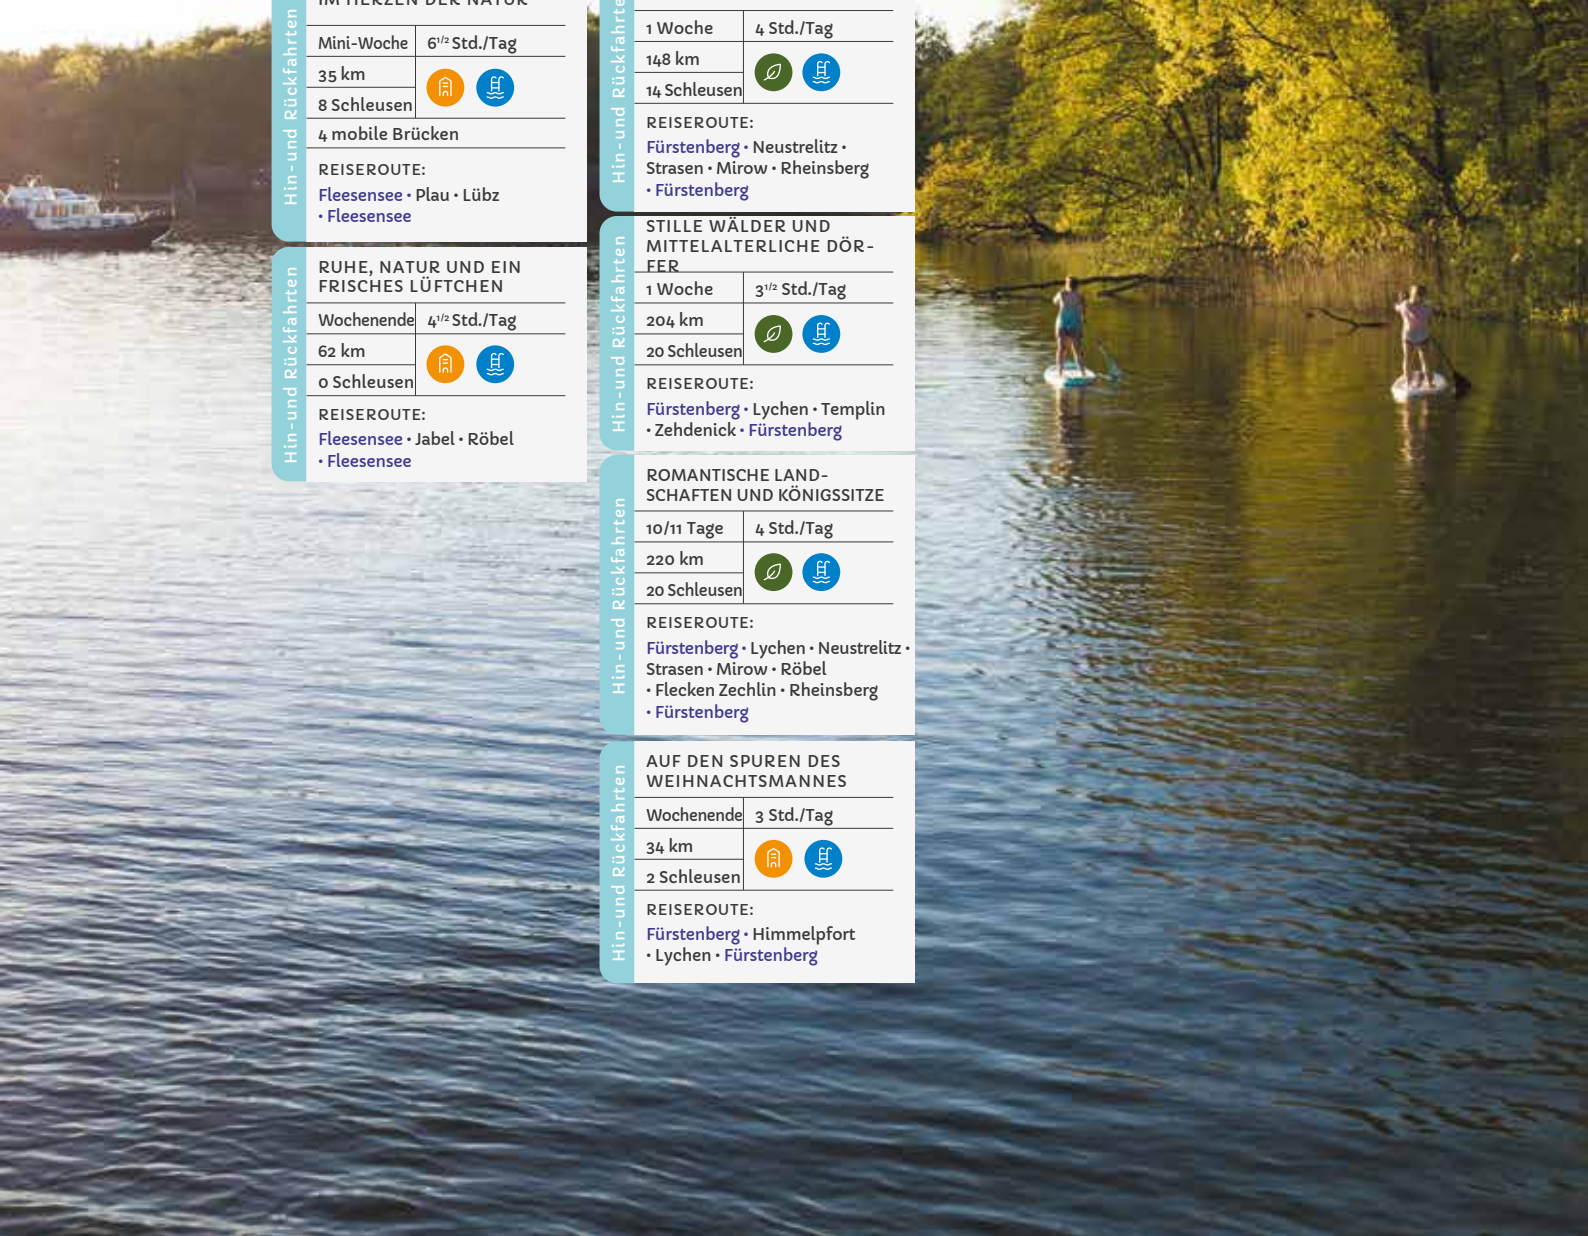 IM HERZEN DER NATUR
Hin-und Rückfahrten
Mini-Woche
6 1/2 Std./Tag
35 km
8 Schleusen
4 mobile Brücken
REISEROUTE:
Fleesensee • Plau • Lübz
• Fleesensee
Hin-und Rückfahrten
RUHE, NATUR UND EIN
FRISCHES LÜFTCHEN
Wochenende
4 1/2 Std./Tag
62 km
0 Schleusen
REISEROUTE:
Fleesensee • Jabel • Röbel
• Fleesensee
Hin-und Rückfahrten
1 Woche
4 Std./Tag
148 km
14 Schleusen
REISEROUTE:
Fürstenberg • Neustrelitz •
Strasen • Mirow • Rheinsberg
• Fürstenberg
Hin-und Rückfahrten
STILLE WÄLDER UND
MITTELALTERLICHE DÖR-
FER
1 Woche
3 1/2 Std./Tag
204 km
20 Schleusen
REISEROUTE:
Fürstenberg • Lychen • Templin
• Zehdenick • Fürstenberg
Hin-und Rückfahrten
ROMANTISCHE LAND-
SCHAFTEN UND KÖNIGSSITZE
10/11 Tage
4 Std./Tag
220 km
20 Schleusen
REISEROUTE:
Fürstenberg • Lychen • Neustrelitz •
Strasen • Mirow • Röbel
• Flecken Zechlin • Rheinsberg
• Fürstenberg
Hin-und Rückfahrten
AUF DEN SPUREN DES
WEIHNACHTSMANNES
Wochenende
3 Std./Tag
34 km
2 Schleusen
REISEROUTE:
Fürstenberg • Himmelpfort
• Lychen • Fürstenberg